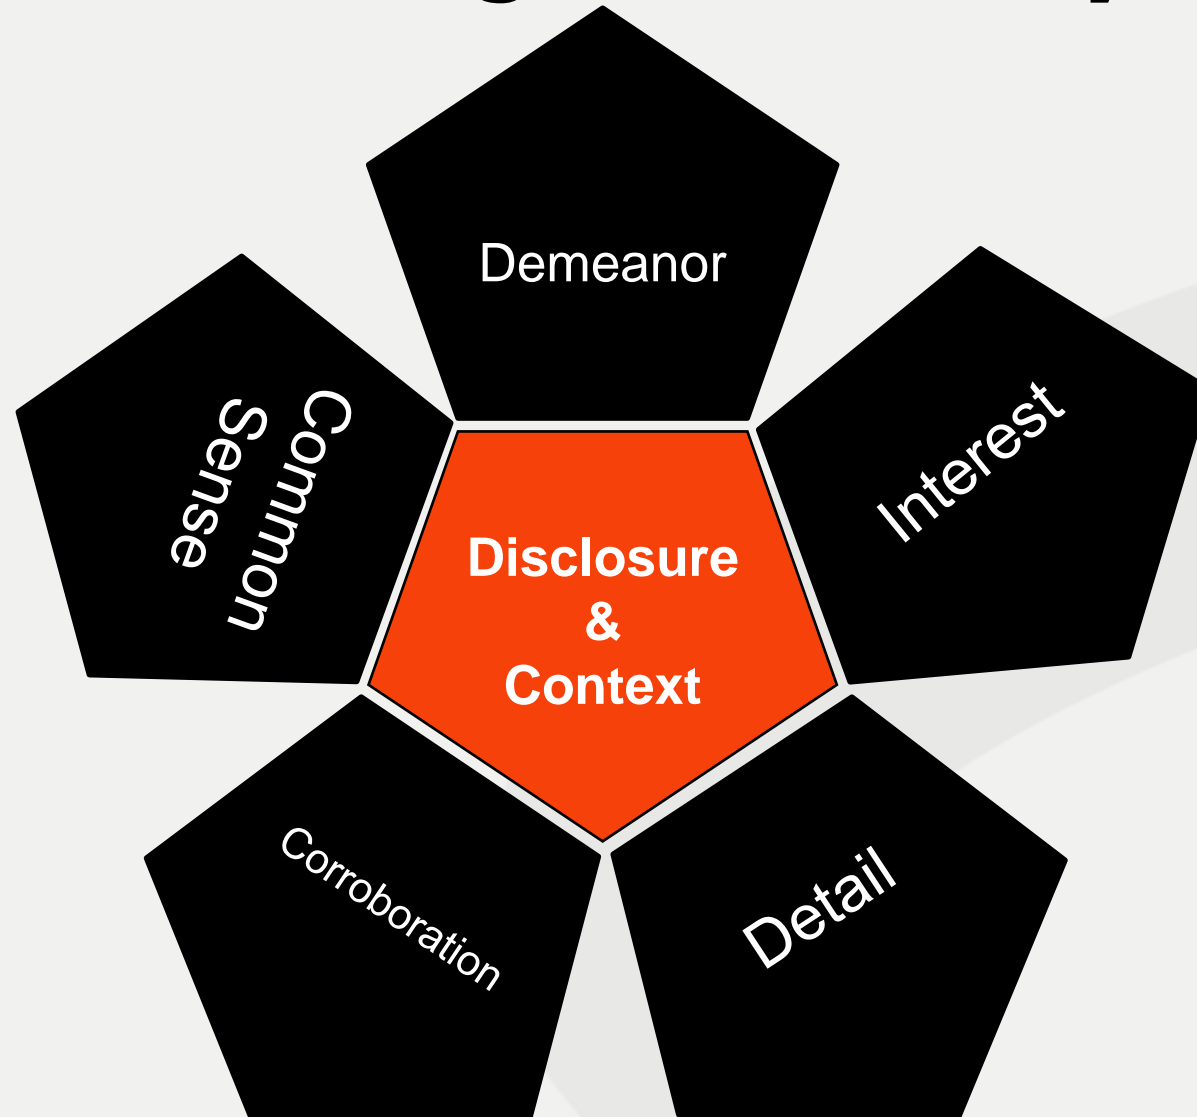 Demeanor
Common
Sense
Interest
Disclosure
&
Context
Corroboration
Detail